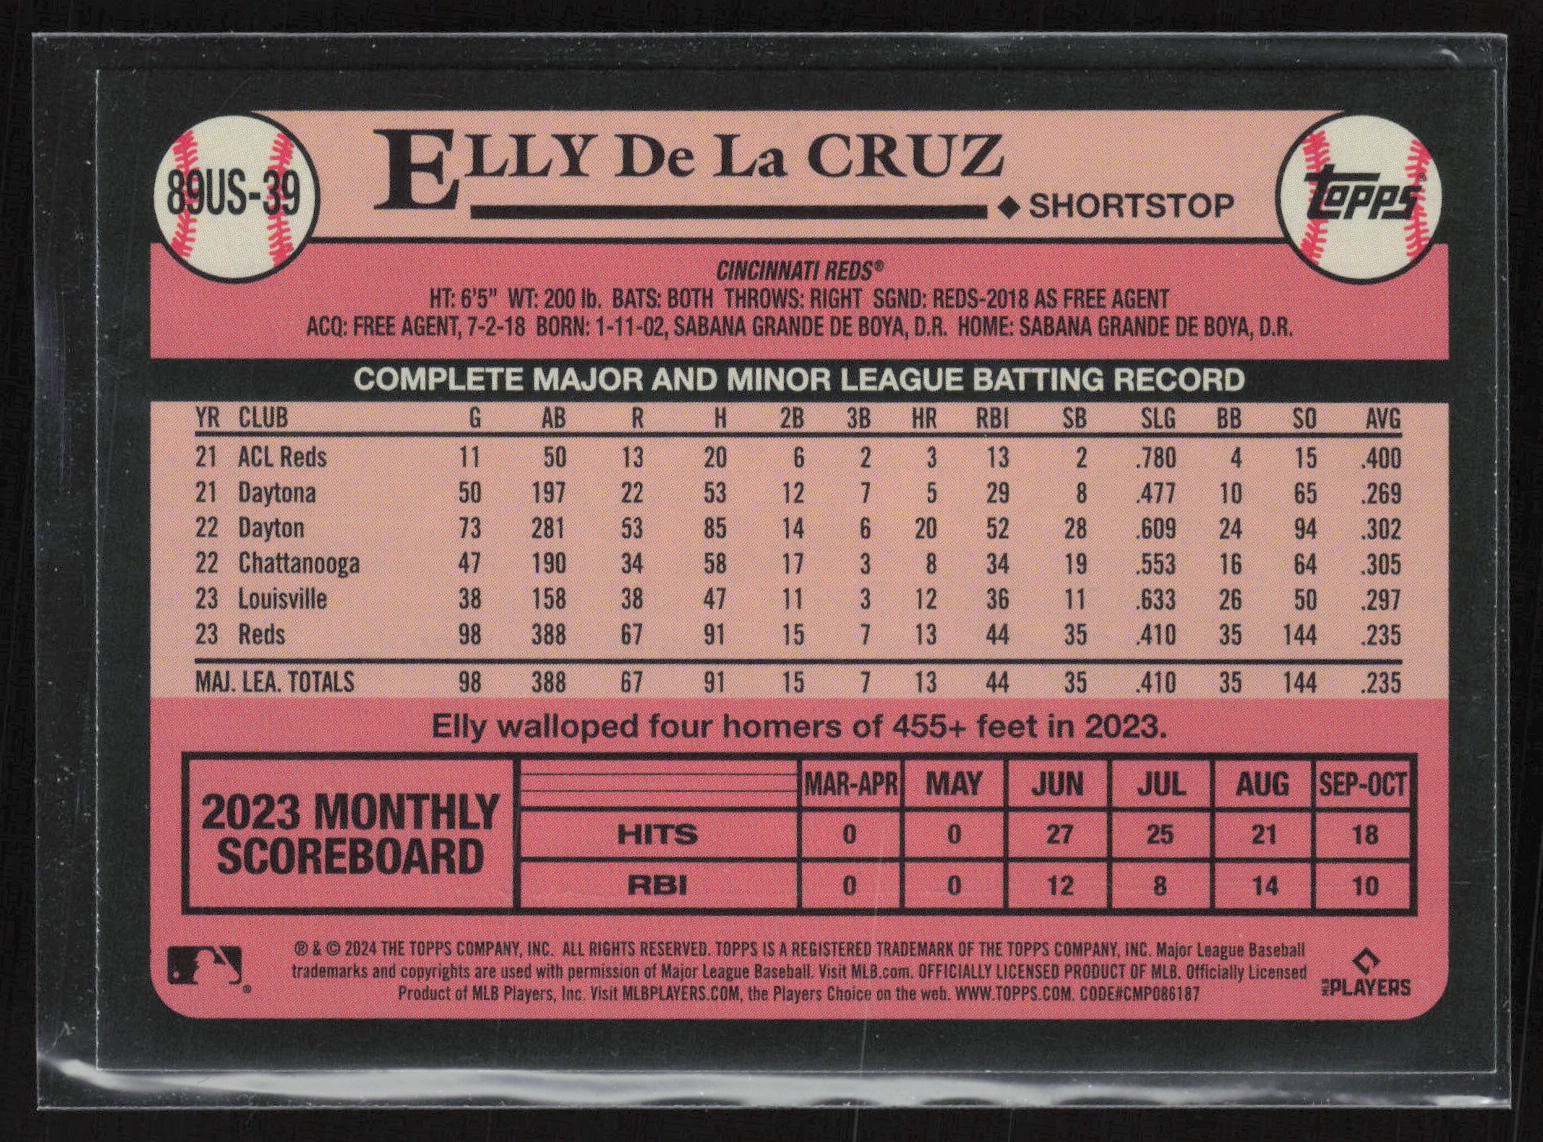 89US-39
ELLY De La CRUZ
◆ SHORTSTOP
TOPPS®
CINCINNATI REDS®
HT: 6'5" WT: 200 lb. BATS: BOTH THROWS: RIGHT SGND: REDS-2018 AS FREE AGENT
ACQ: FREE AGENT, 7-2-18 BORN: 1-11-02, SABANA GRANDE DE BOYA, D.R. HOME: SABANA GRANDE DE BOYA, D.R.
COMPLETE MAJOR AND MINOR LEAGUE BATTING RECORD
YR CLUB G AB R H 2B 3B HR RBI SB SLG BB SO AVG
21 ACL Reds 11 50 13 20 6 2 3 13 2 .780 4 15 .400
21 Daytona 50 197 22 53 12 7 5 29 8 .477 10 65 .269
22 Dayton 73 281 53 85 14 6 20 52 28 .609 24 94 .302
22 Chattanooga 47 190 34 58 17 3 8 34 19 .553 16 64 .305
23 Louisville 38 158 38 47 11 3 12 36 11 .633 26 50 .297
23 Reds 98 388 67 91 15 7 13 44 35 .410 35 144 .235
MAJ. LEA. TOTALS 98 388 67 91 15 7 13 44 35 .410 35 144 .235
Elly walloped four homers of 455+ feet in 2023.
2023 MONTHLY
SCOREBOARD
MAR-APR MAY JUN JUL AUG SEP-OCT
HITS 0 0 27 25 21 18
RBI 0 0 12 8 14 10
® & © 2024 THE TOPPS COMPANY, INC. ALL RIGHTS RESERVED. TOPPS IS A REGISTERED TRADEMARK OF THE TOPPS COMPANY, INC. Major League Baseball
trademarks and copyrights are used with permission of Major League Baseball. Visit MLB.com. OFFICIALLY LICENSED PRODUCT OF MLB. Officially Licensed
Product of MLB Players, Inc. Visit MLBPLAYERS.COM, the Players Choice on the web. WWW.TOPPS.COM. CODE#CMP086187
®
MLB PLAYERS